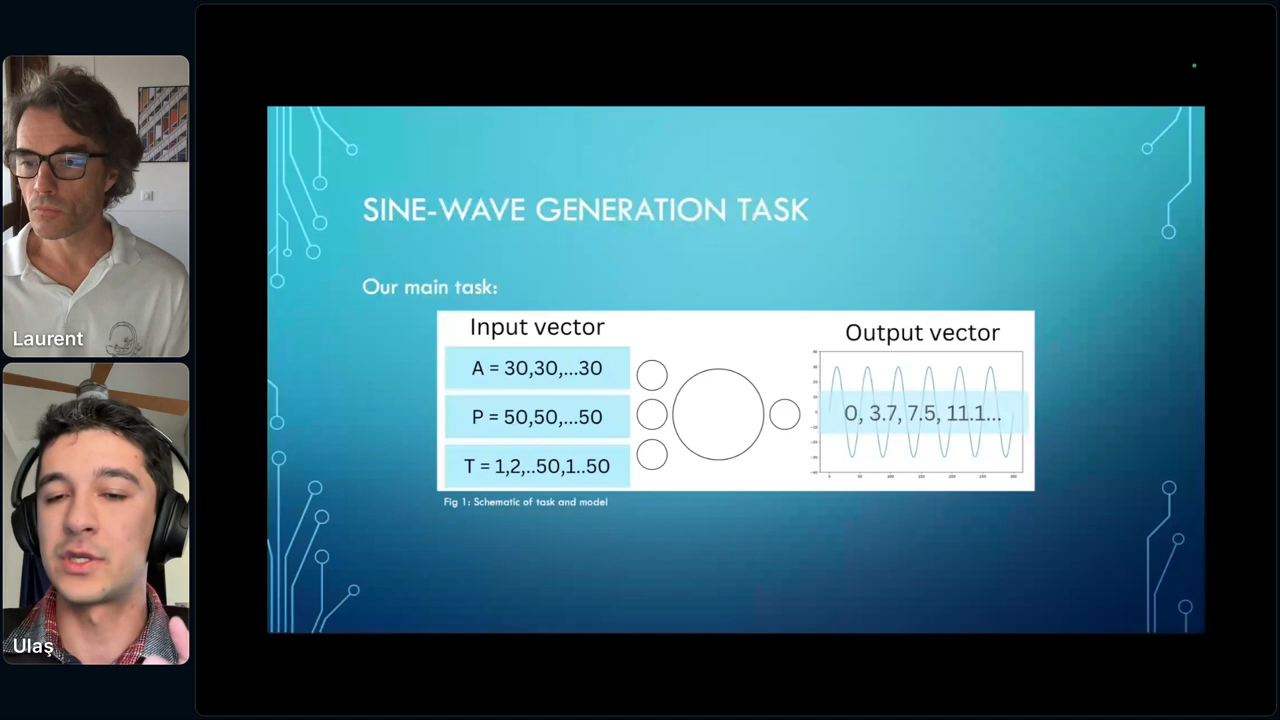 Laurent
Ulaş
SINE-WAVE GENERATION TASK
Our main task:
Input vector
A = 30,30,...30
P = 50,50,...50
T = 1,2,..50,1..50
Output vector
0, 3.7, 7.5, 11.1...
Fig 1: Schematic of task and model